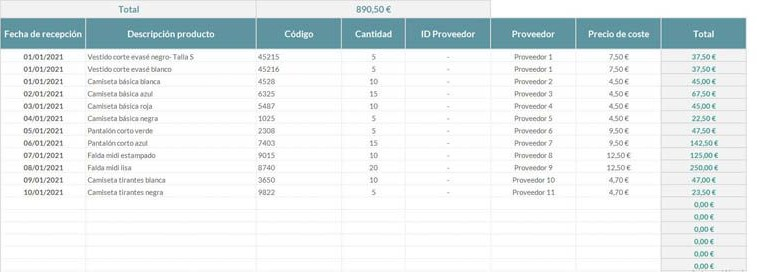 Total 890,50 €
Fecha de recepción Descripción producto Código Cantidad ID Proveedor Proveedor Precio de coste Total
01/01/2021 Vestido corte evasé negro- Talla S 45215 5 - Proveedor 1 7,50 € 37,50 €
01/01/2021 Vestido corte evasé blanco 45216 5 - Proveedor 1 7,50 € 37,50 €
01/01/2021 Camiseta básica blanca 4528 10 - Proveedor 2 4,50 € 45,00 €
02/01/2021 Camiseta básica azul 6325 15 - Proveedor 3 4,50 € 67,50 €
03/01/2021 Camiseta básica roja 5487 10 - Proveedor 4 4,50 € 45,00 €
04/01/2021 Camiseta básica negra 1025 5 - Proveedor 5 4,50 € 22,50 €
05/01/2021 Pantalón corto verde 2308 5 - Proveedor 6 9,50 € 47,50 €
06/01/2021 Pantalón corto azul 7403 15 - Proveedor 7 9,50 € 142,50 €
07/01/2021 Falda midi estampado 9015 10 - Proveedor 8 12,50 € 125,00 €
08/01/2021 Falda midi lisa 8740 20 - Proveedor 9 12,50 € 250,00 €
09/01/2021 Camiseta tirantes blanca 3650 10 - Proveedor 10 4,70 € 47,00 €
10/01/2021 Camiseta tirantes negra 9822 5 - Proveedor 11 4,70 € 23,50 €
0,00 €
0,00 €
0,00 €
0,00 €
0,00 €
0,00 €